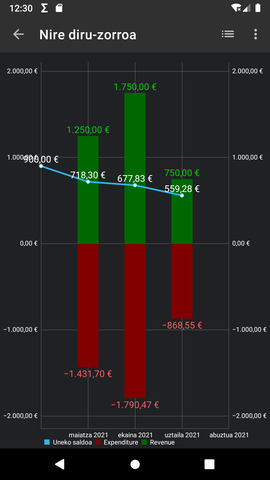 12:30
Nire diru-zorroa
2.000,00 € 2.000,00 €
1.750,00 €
1.250,00 €
1.000,00 € 1.000,00 €
900,00 €
718,30 € 677,83 € 750,00 €
559,28 €
0,00 € 0,00 €
−868,55 €
−1.000,00 € −1.000,00 €
−1.431,70 €
−1.790,47 €
−2.000,00 € −2.000,00 €
maiatza 2021 ekaina 2021 uztaila 2021 abuztua 2021
Uneko saldoa Expenditure Revenue